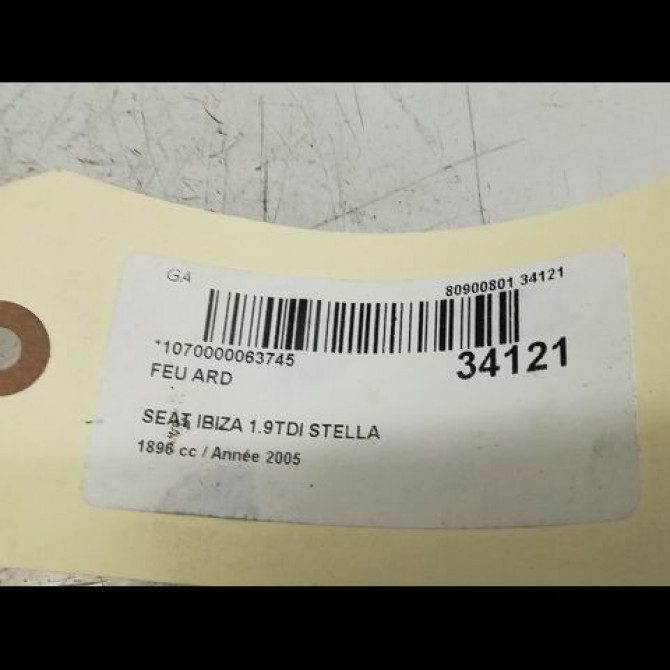 GA
80900801 34121
*1070000063745
34121
FEU ARD
SEAT IBIZA 1.9TDI STELLA
1896 cc / Année 2005